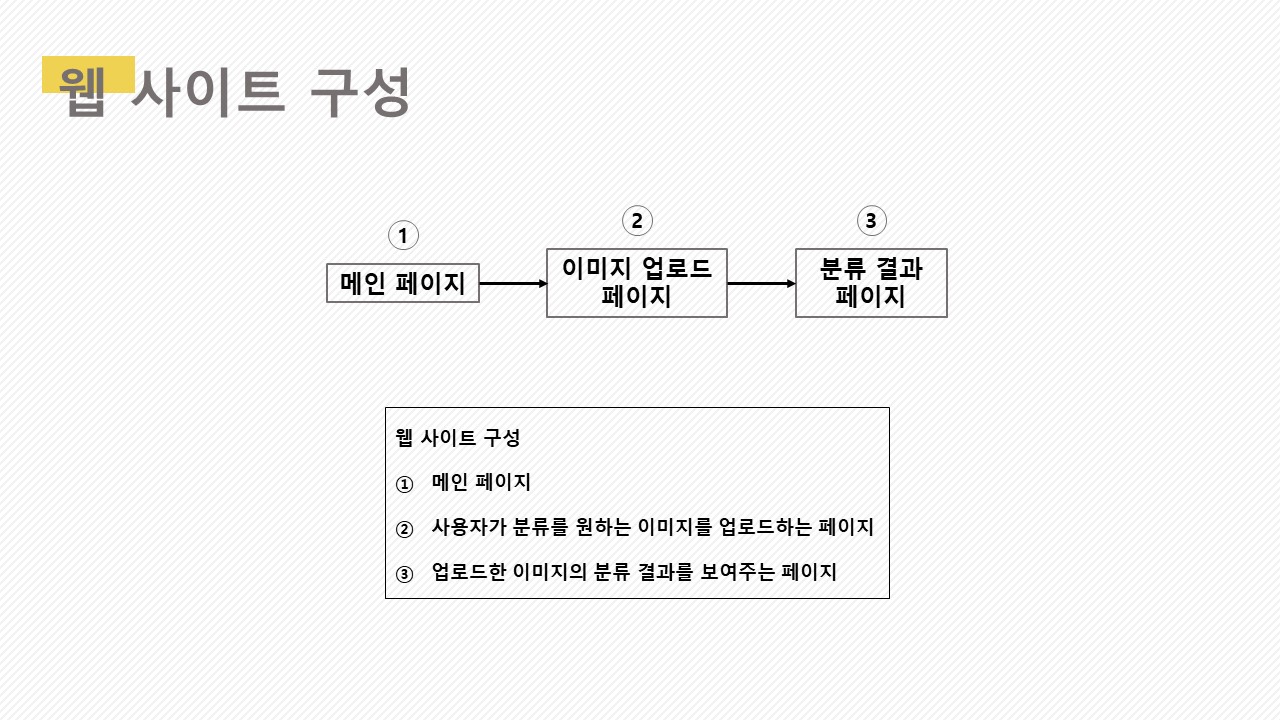 웹 사이트 구성
①
②
③
메인 페이지
이미지 업로드
페이지
분류 결과
페이지
웹 사이트 구성
① 메인 페이지
② 사용자가 분류를 원하는 이미지를 업로드하는 페이지
③ 업로드한 이미지의 분류 결과를 보여주는 페이지